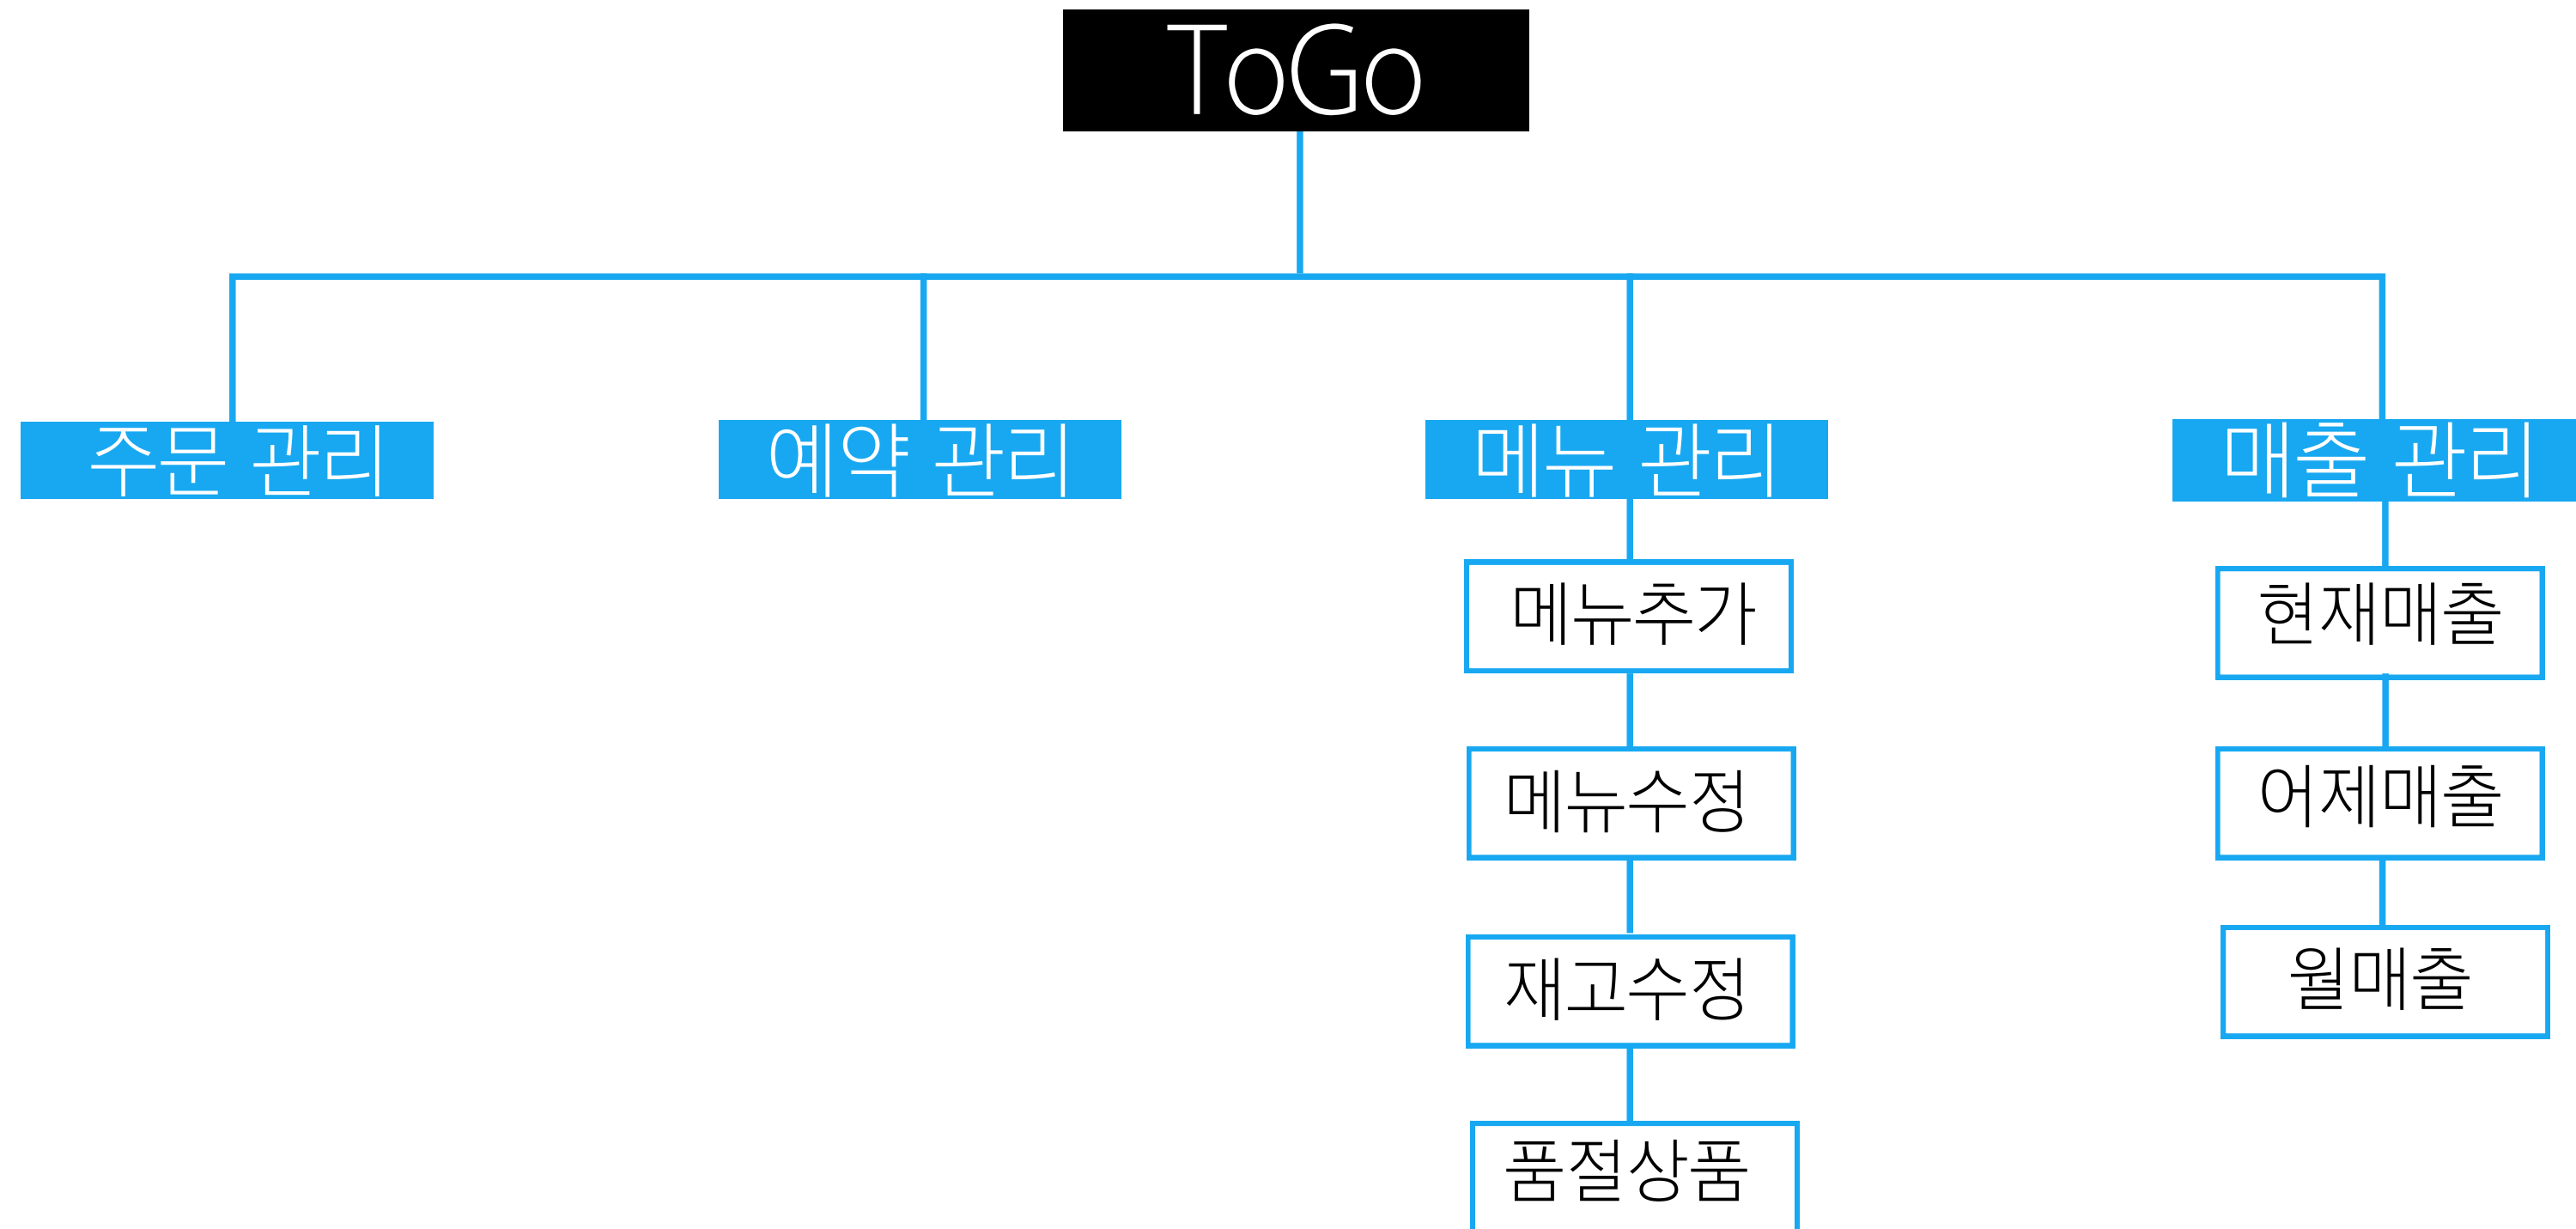 ToGo
주문 관리
예약 관리
메뉴 관리
매출 관리
메뉴추가
메뉴수정
재고수정
품절상품
현재매출
어제매출
월매출